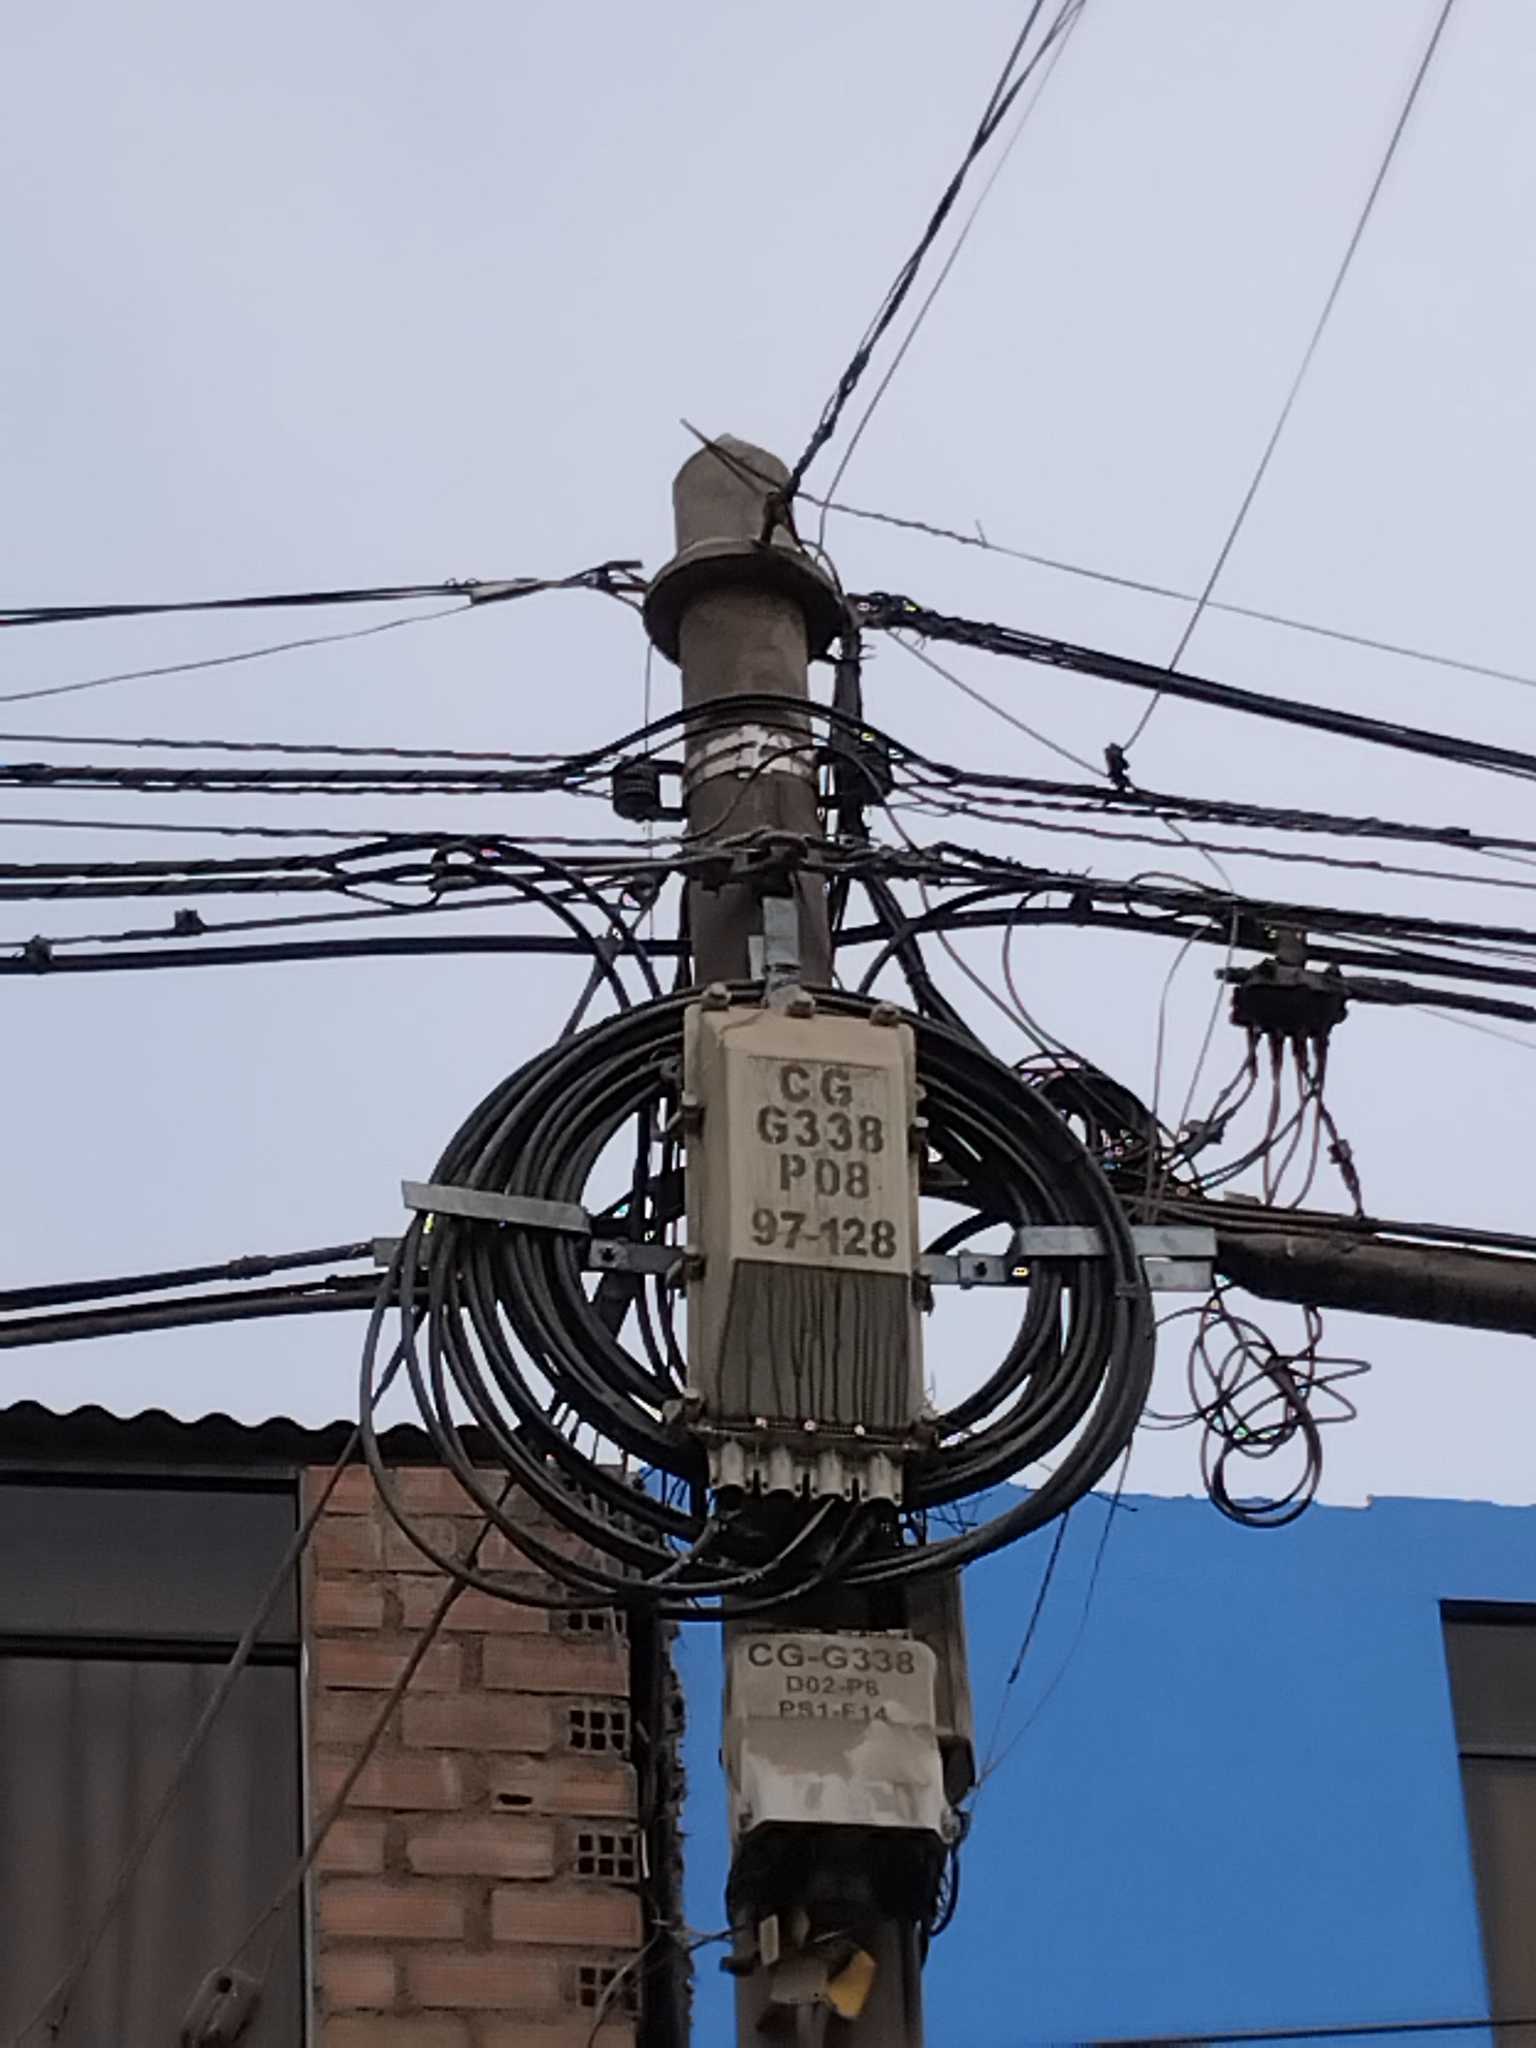 CG
G338
P08
97-128
CG-G338
D02-P8
PS1-F14